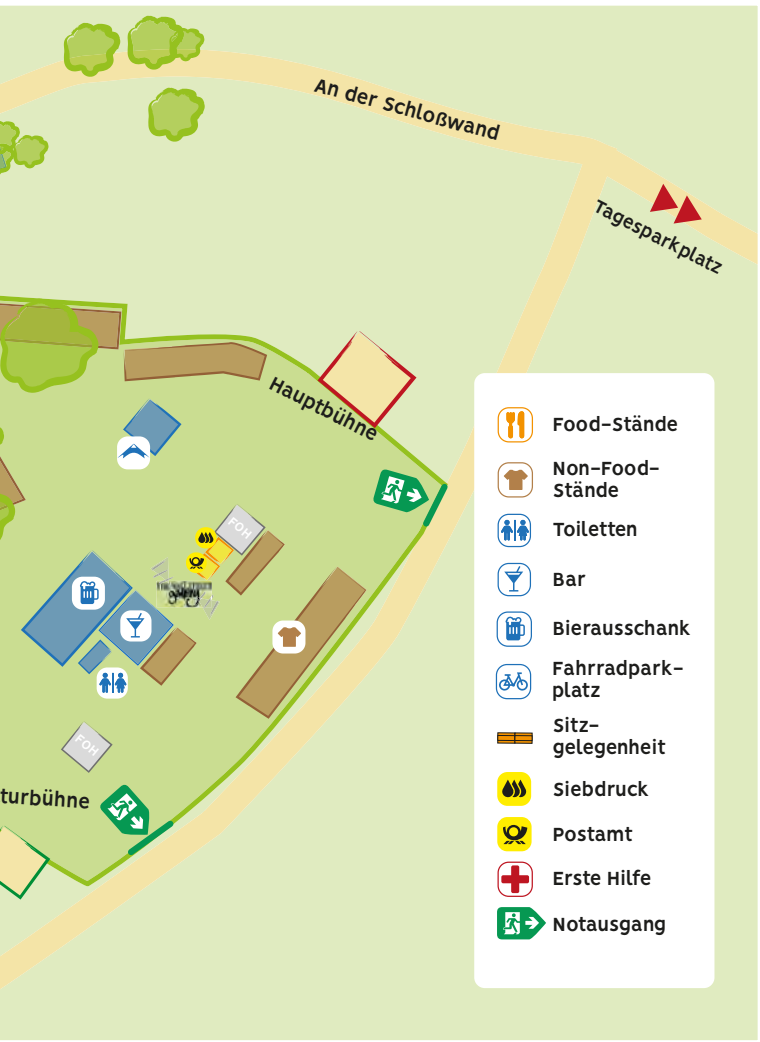 An der Schloßwand
Tagesparkplatz
Hauptbühne
FOH
gallery
FOH
turbühne
Food-Stände
Non-Food-
Stände
Toiletten
Bar
Bierausschank
Fahrradpark-
platz
Sitz-
gelegenheit
Siebdruck
Postamt
Erste Hilfe
Notausgang